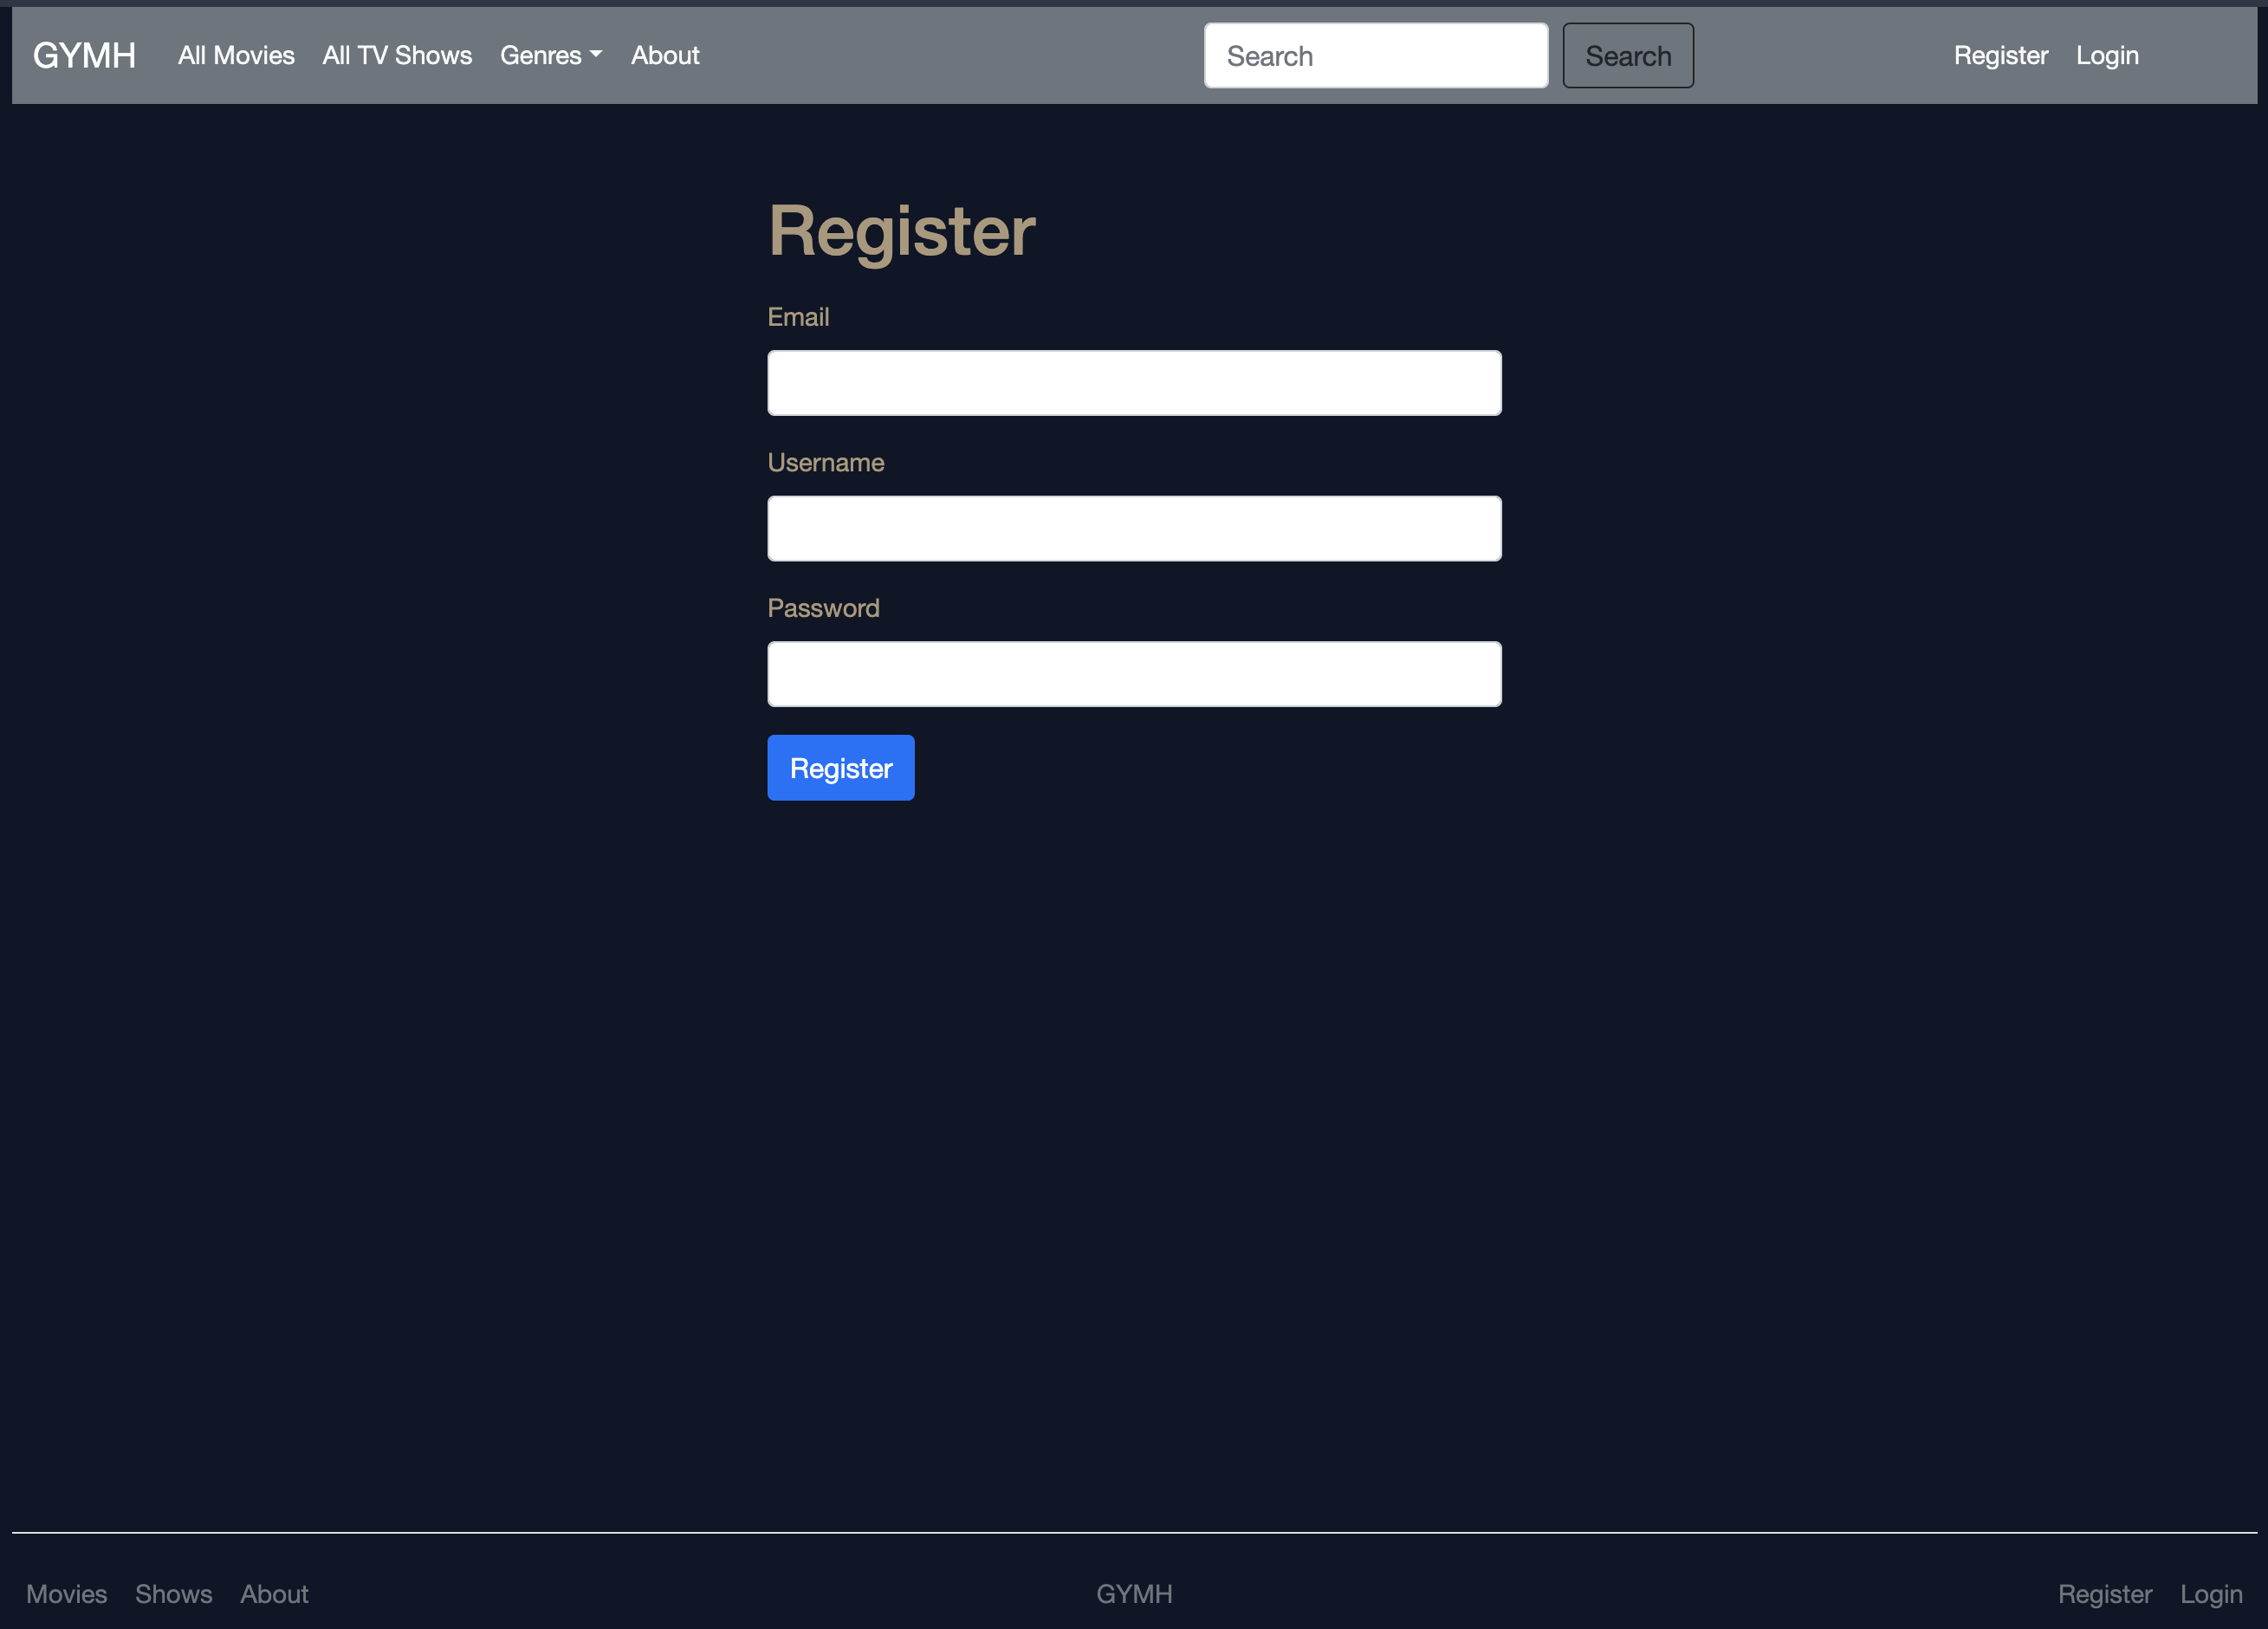 GYMH All Movies All TV Shows Genres About Search Search Register Login
Register
Email
Username
Password
Register
Movies Shows About GYMH Register Login